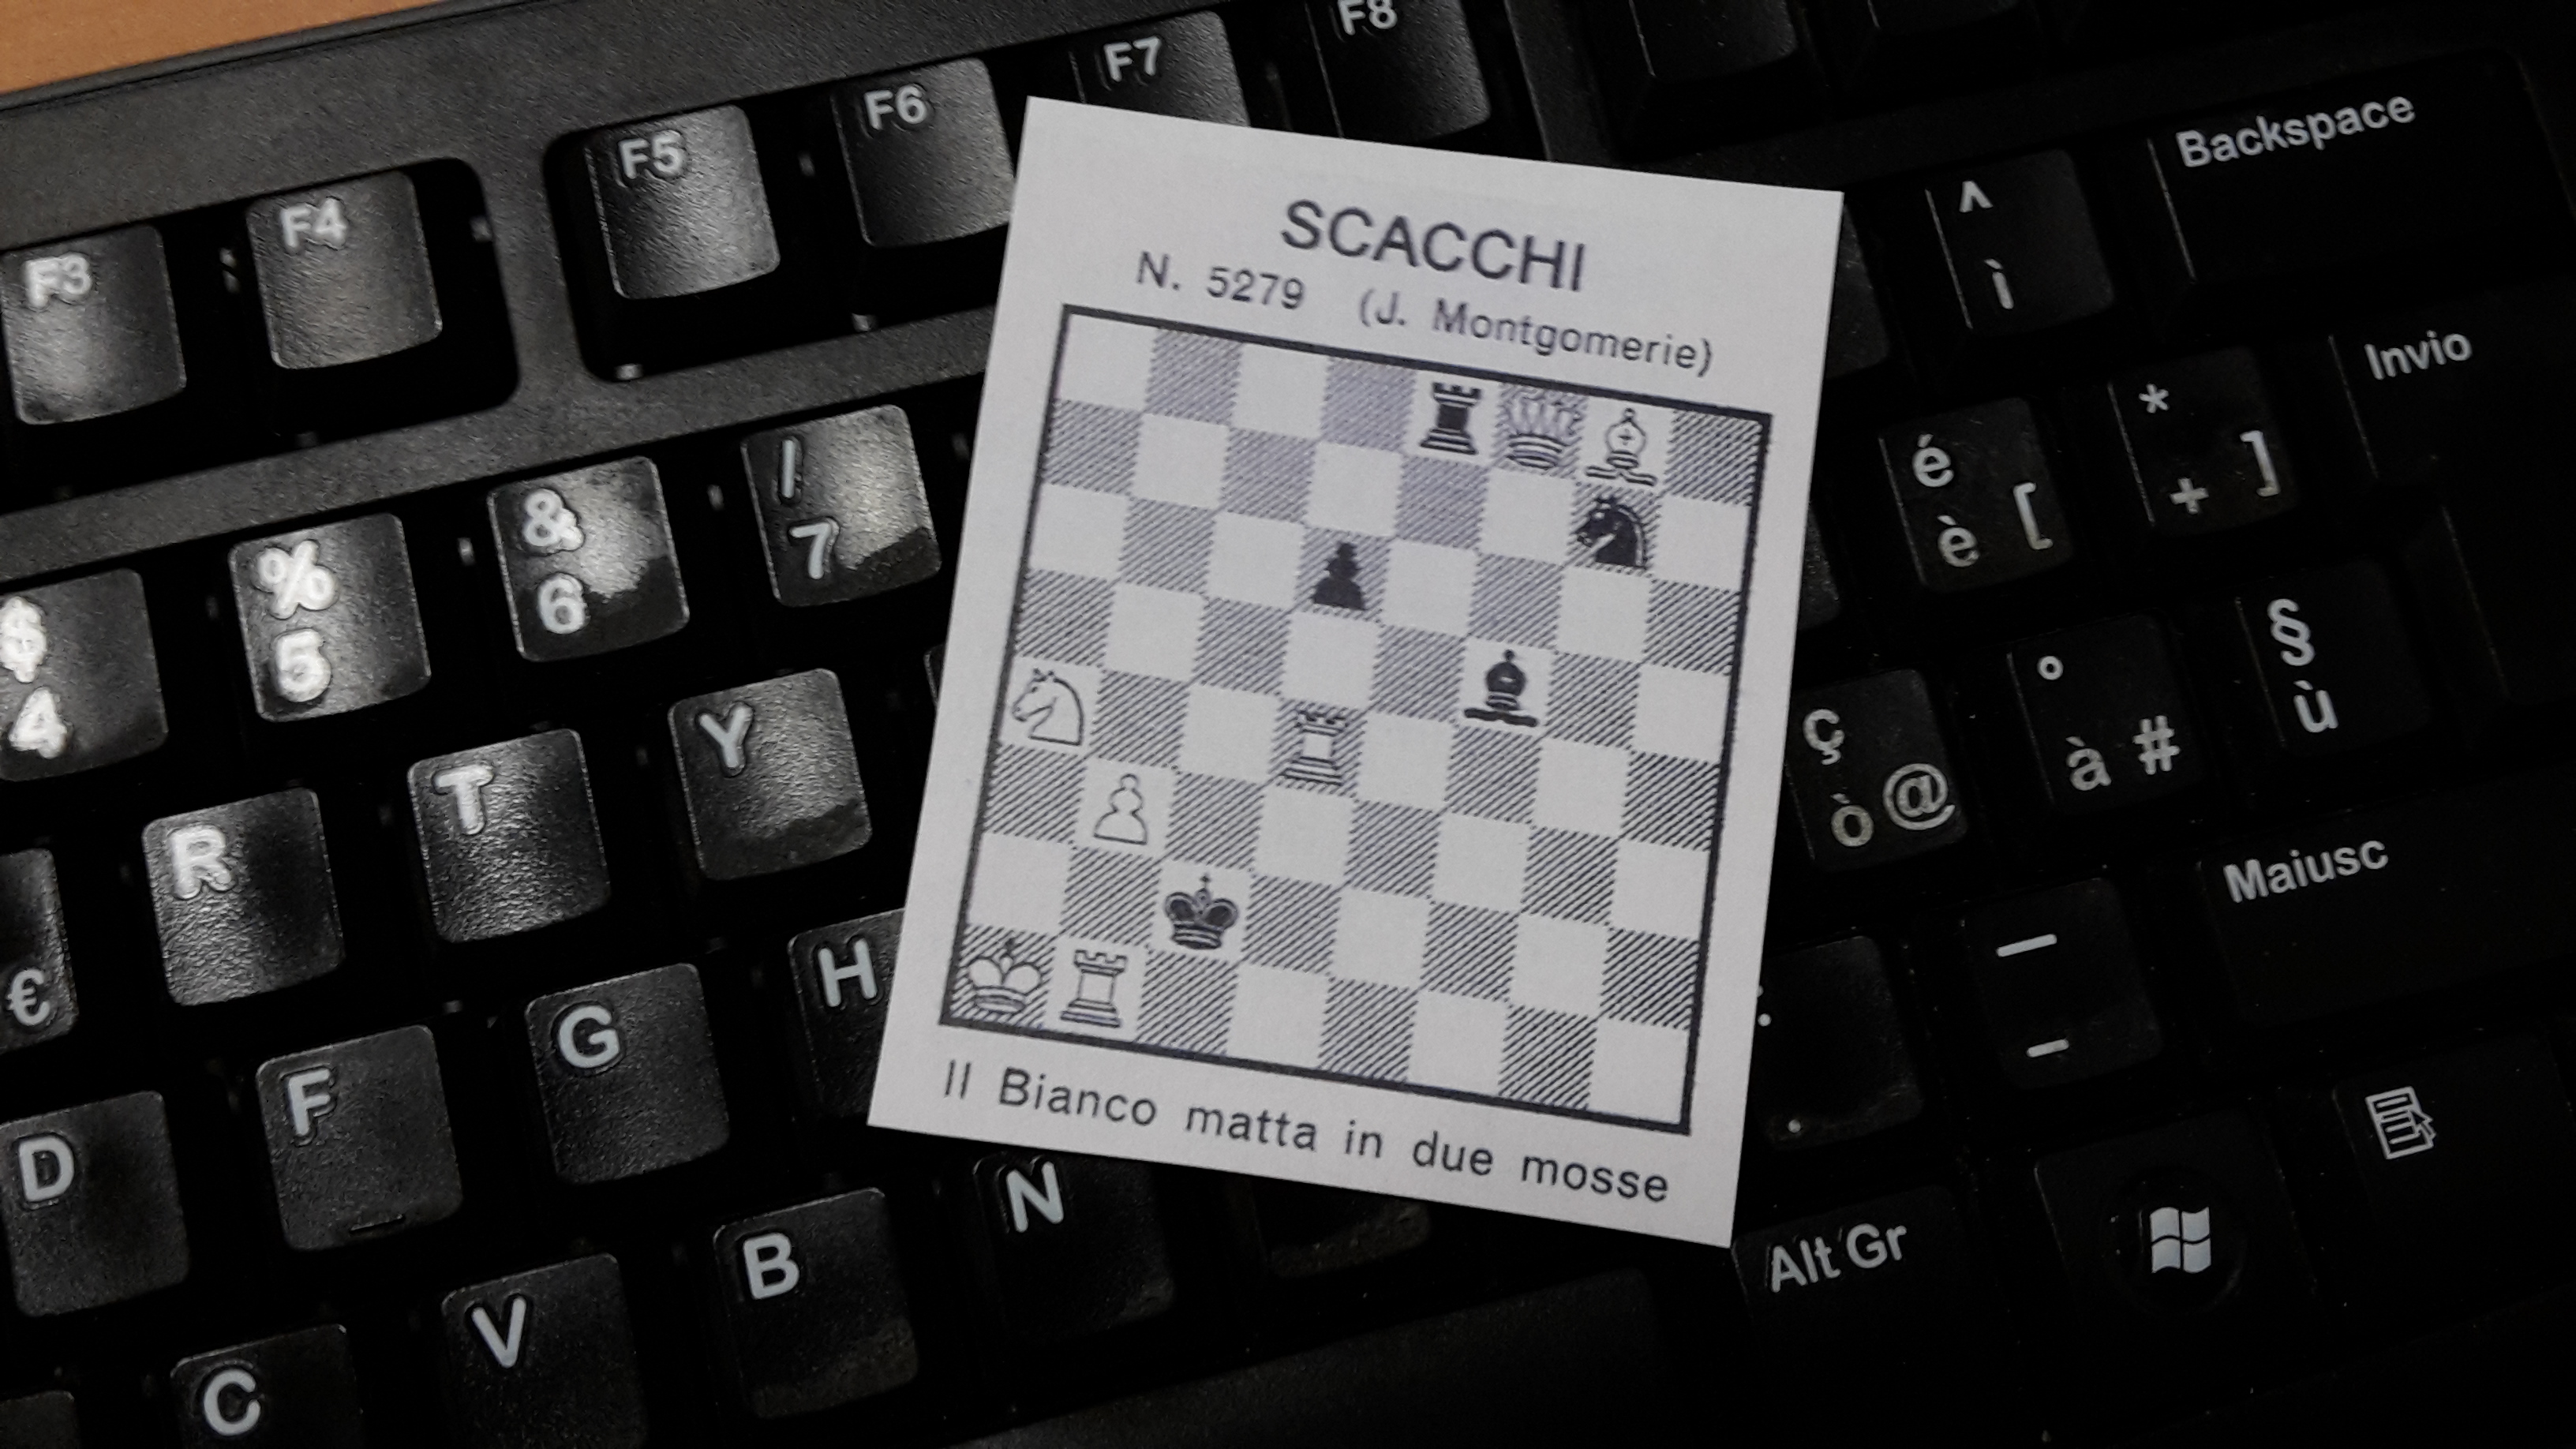 F3
F4
F5
F6
F7
F8
Backspace
SCACCHI
N. 5279 (J. Montgomerie)
Il Bianco matta in due mosse
$
4
%
5
&
6
/
7
^
ì
é
è [
*
+ ]
Invio
€
R
T
Y
ç
ò @
°
à #
§
ù
D
F
G
H
Maiusc
C
V
B
N
.
_
-
Alt Gr